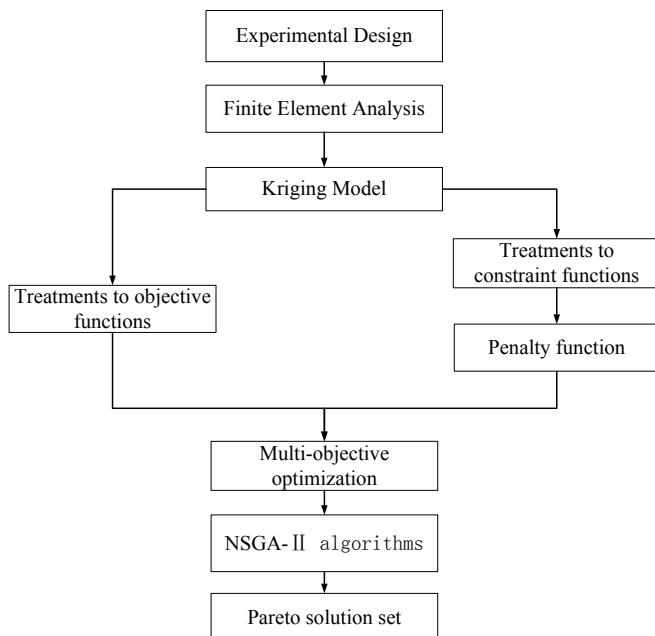 Experimental Design
Finite Element Analysis
Kriging Model
Treatments to objective
functions
Treatments to
constraint functions
Penalty function
Multi-objective
optimization
NSGA-Ⅱ algorithms
Pareto solution set